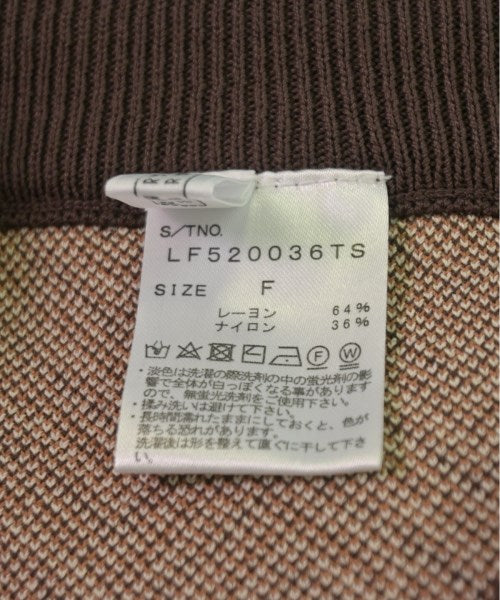 S/TNO.
LF520036TS
SIZE F
レーヨン 64%
ナイロン 36%
F W
・淡色は洗濯の際洗剤の中の蛍光洗剤の影
響で全体が白っぽくなる事があります
ので、無蛍光洗剤をご使用下さい。
・揉み洗いは避けて下さい。
・長時間濡れたままにしておくと、色が
落ちる恐れがあります。
洗濯後は形を整えて直ぐに干して下さ
い。